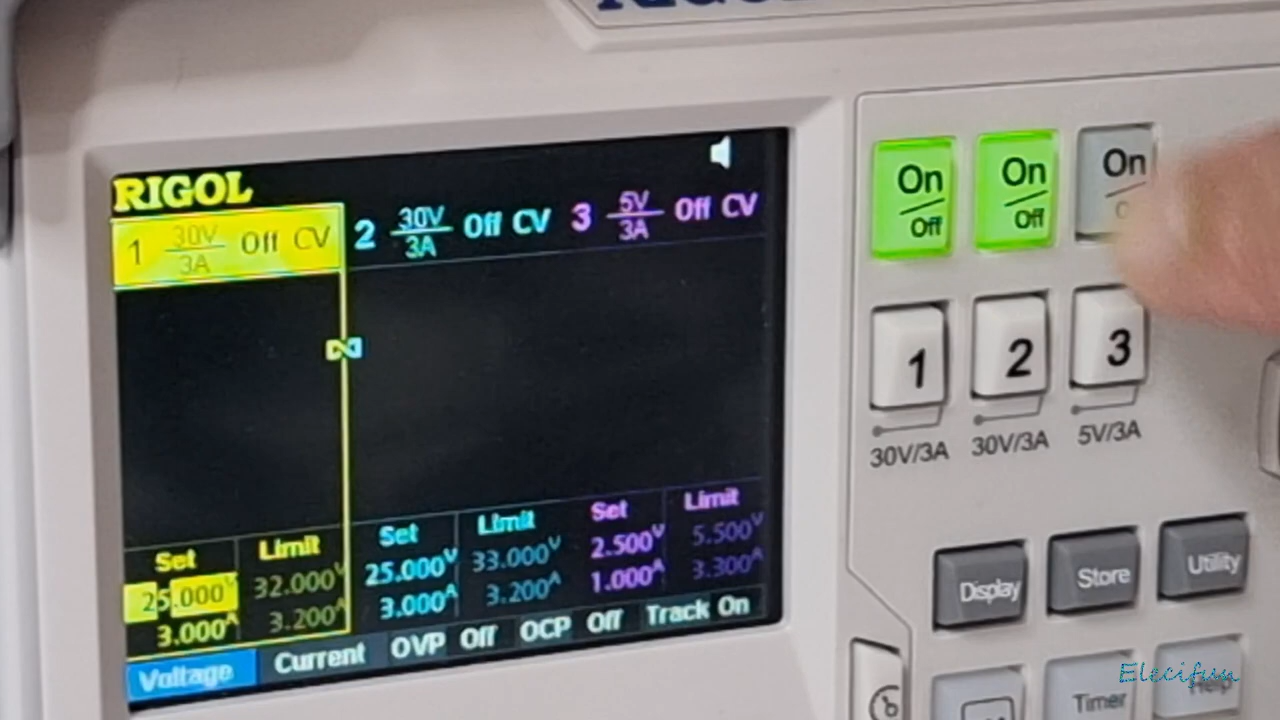 RIGOL
RIGOL
1 30V/3A Off CV
2 30V/3A Off CV
3 5V/3A Off CV
Set Limit
25.000V 32.000V
3.000A 3.200A
Set Limit
25.000V 33.000V
3.000A 3.200A
Set Limit
2.500V 5.500V
1.000A 3.300A
Voltage Current OVP Off OCP Off Track On
On/Off On/Off On
1 2 3
30V/3A 30V/3A 5V/3A
Display Store Utility
Timer Help
Elecifun